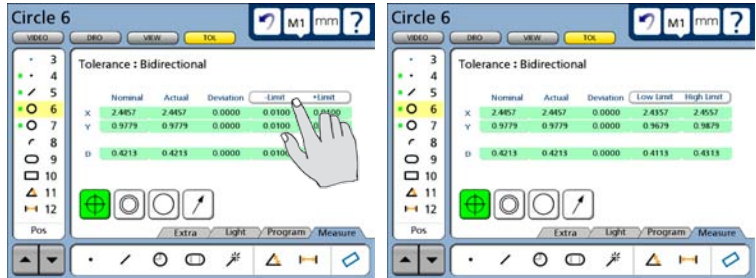 Circle 6
M1 mm ?
VIDEO DRO VIEW TOL
Tolerance : Bidirectional
Nominal Actual Deviation -Limit +Limit
X 2.4457 2.4457 0.0000 0.0100 0.0100
Y 0.9779 0.9779 0.0000 0.0100
D 0.4213 0.4213 0.0000 0.0100
3
4
5
6
7
8
9
10
11
12
Pos
Extra Light Program Measure
Circle 6
M1 mm ?
VIDEO DRO VIEW TOL
Tolerance : Bidirectional
Nominal Actual Deviation Low Limit High Limit
X 2.4457 2.4457 0.0000 2.4357 2.4557
Y 0.9779 0.9779 0.0000 0.9679 0.9879
D 0.4213 0.4213 0.0000 0.4113 0.4313
3
4
5
6
7
8
9
10
11
12
Pos
Extra Light Program Measure